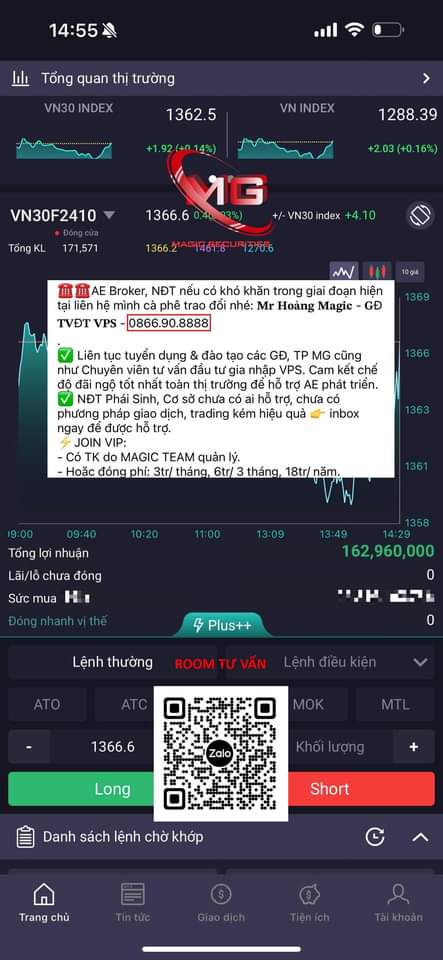 14:55
Tổng quan thị trường
VN30 INDEX 1362.5
+1.92 (+0.14%)
VN INDEX 1288.39
+2.03 (+0.16%)
MG
MAGIC SECURITIES
VN30F2410 1366.6 +/- VN30 index +4.10
Đóng cửa
Tổng KL 171,571 1366.2 1461.8 1270.6
10 giá
☎️☎️AE Broker, NĐT nếu có khó khăn trong giai đoạn hiện
tại liên hệ mình cà phê trao đổi nhé: Mr Hoàng Magic - GĐ
TVĐT VPS - 0866.90.8888
.
✅ Liên tục tuyển dụng & đào tạo các GĐ, TP MG cũng
như Chuyên viên tư vấn đầu tư gia nhập VPS. Cam kết chế
độ đãi ngộ tốt nhất toàn thị trường để hỗ trợ AE phát triển.
✅ NĐT Phái Sinh, Cơ sở chưa có ai hỗ trợ, chưa có
phương pháp giao dịch, trading kém hiệu quả 👉 inbox
ngay để được hỗ trợ.
⚡JOIN VIP:
- Có TK do MAGIC TEAM quản lý.
- Hoặc đóng phí: 3tr/ tháng, 6tr/ 3 tháng, 18tr/ năm.
1369
1366
1363
1361
1358
09:00 09:40 10:20 11:00 13:09 13:49 14:29
Tổng lợi nhuận 162,960,000
Lãi/lỗ chưa đóng 0
Sức mua
Đóng nhanh vị thế 0
Plus++
Lệnh thường ROOM TƯ VẤN Lệnh điều kiện
ATO ATC MOK MTL
- 1366.6 Khối lượng +
Zalo
Long Short
Danh sách lệnh chờ khớp
Trang chủ Tin tức Giao dịch Tiện ích Tài khoản